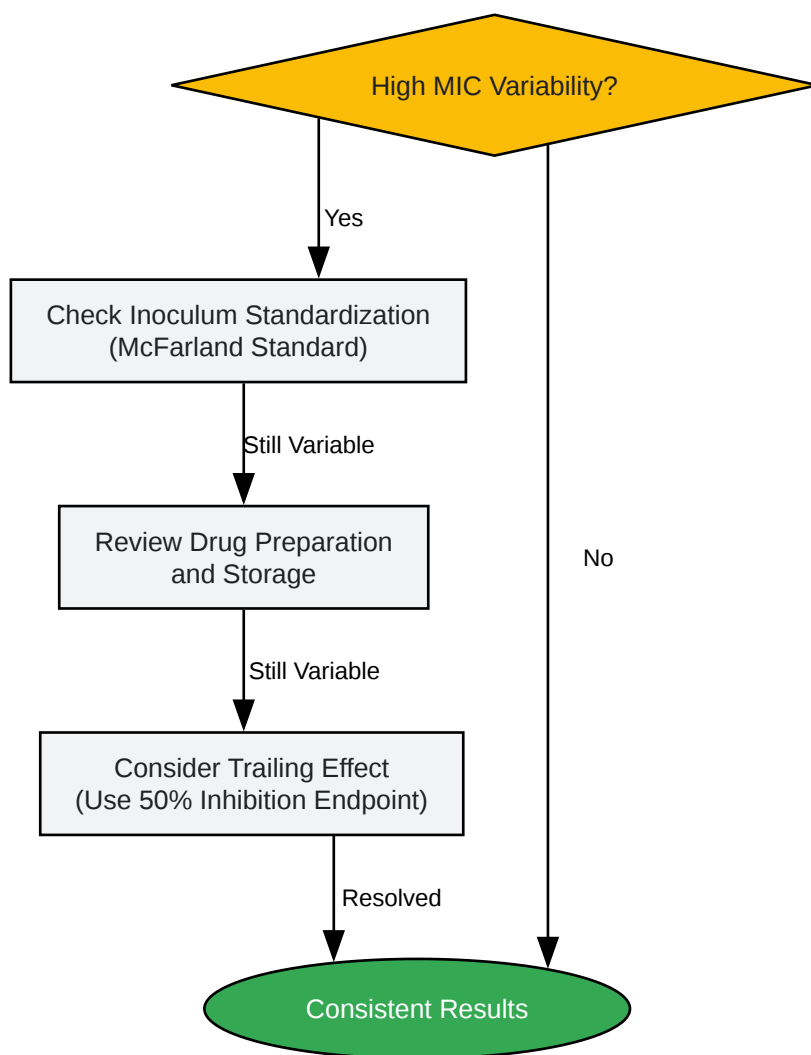 High MIC Variability?
Yes
Check Inoculum Standardization
(McFarland Standard)
Still Variable
Review Drug Preparation
and Storage
No
Still Variable
Consider Trailing Effect
(Use 50% Inhibition Endpoint)
Resolved
Consistent Results